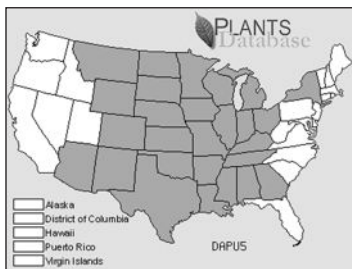 PLANTS
Database
Alaska
District of Columbia
Hawaii
Puerto Rico
Virgin Islands
DAPU5